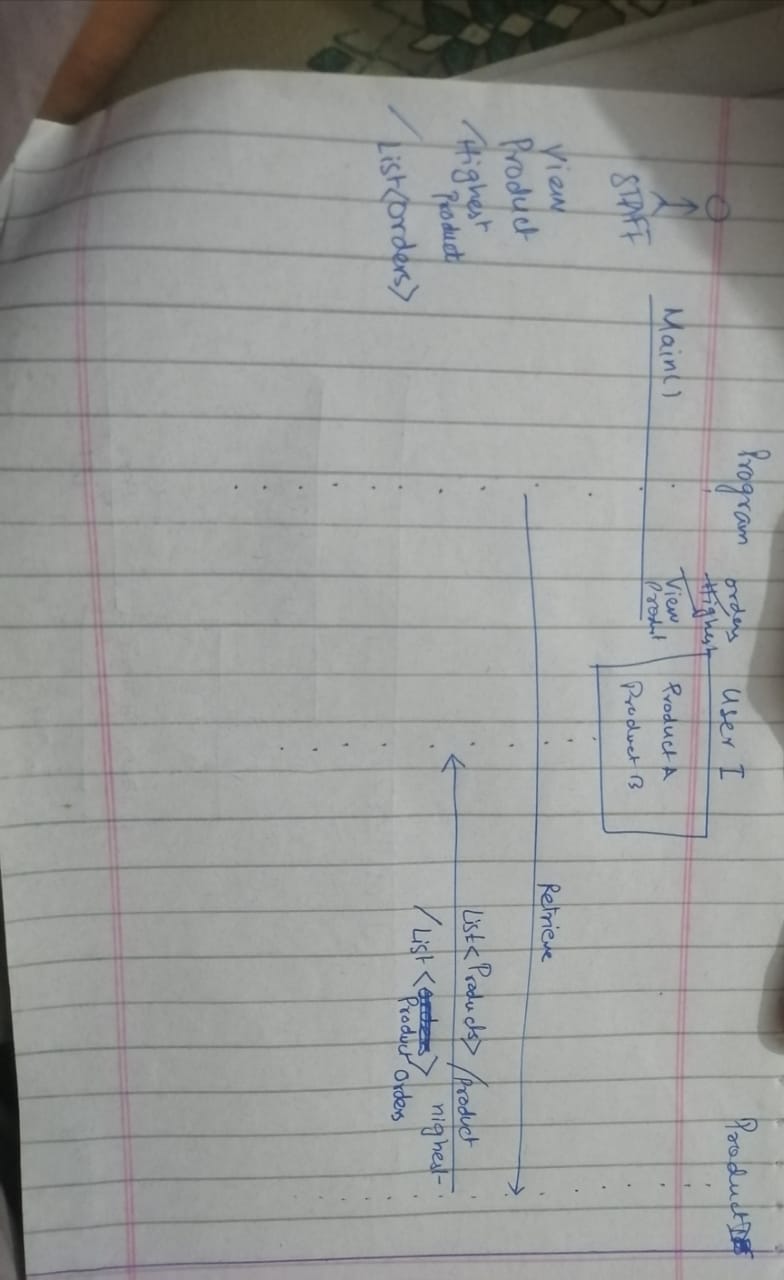 STAFF
View
Product
/Highest
Product
/ List<orders>
Main()
Program
orders
Highest
View
Product
User I
Product A
Product B
Retrieve
List<Products> /Product
highest
/ List <orders>
Product Orders
Product